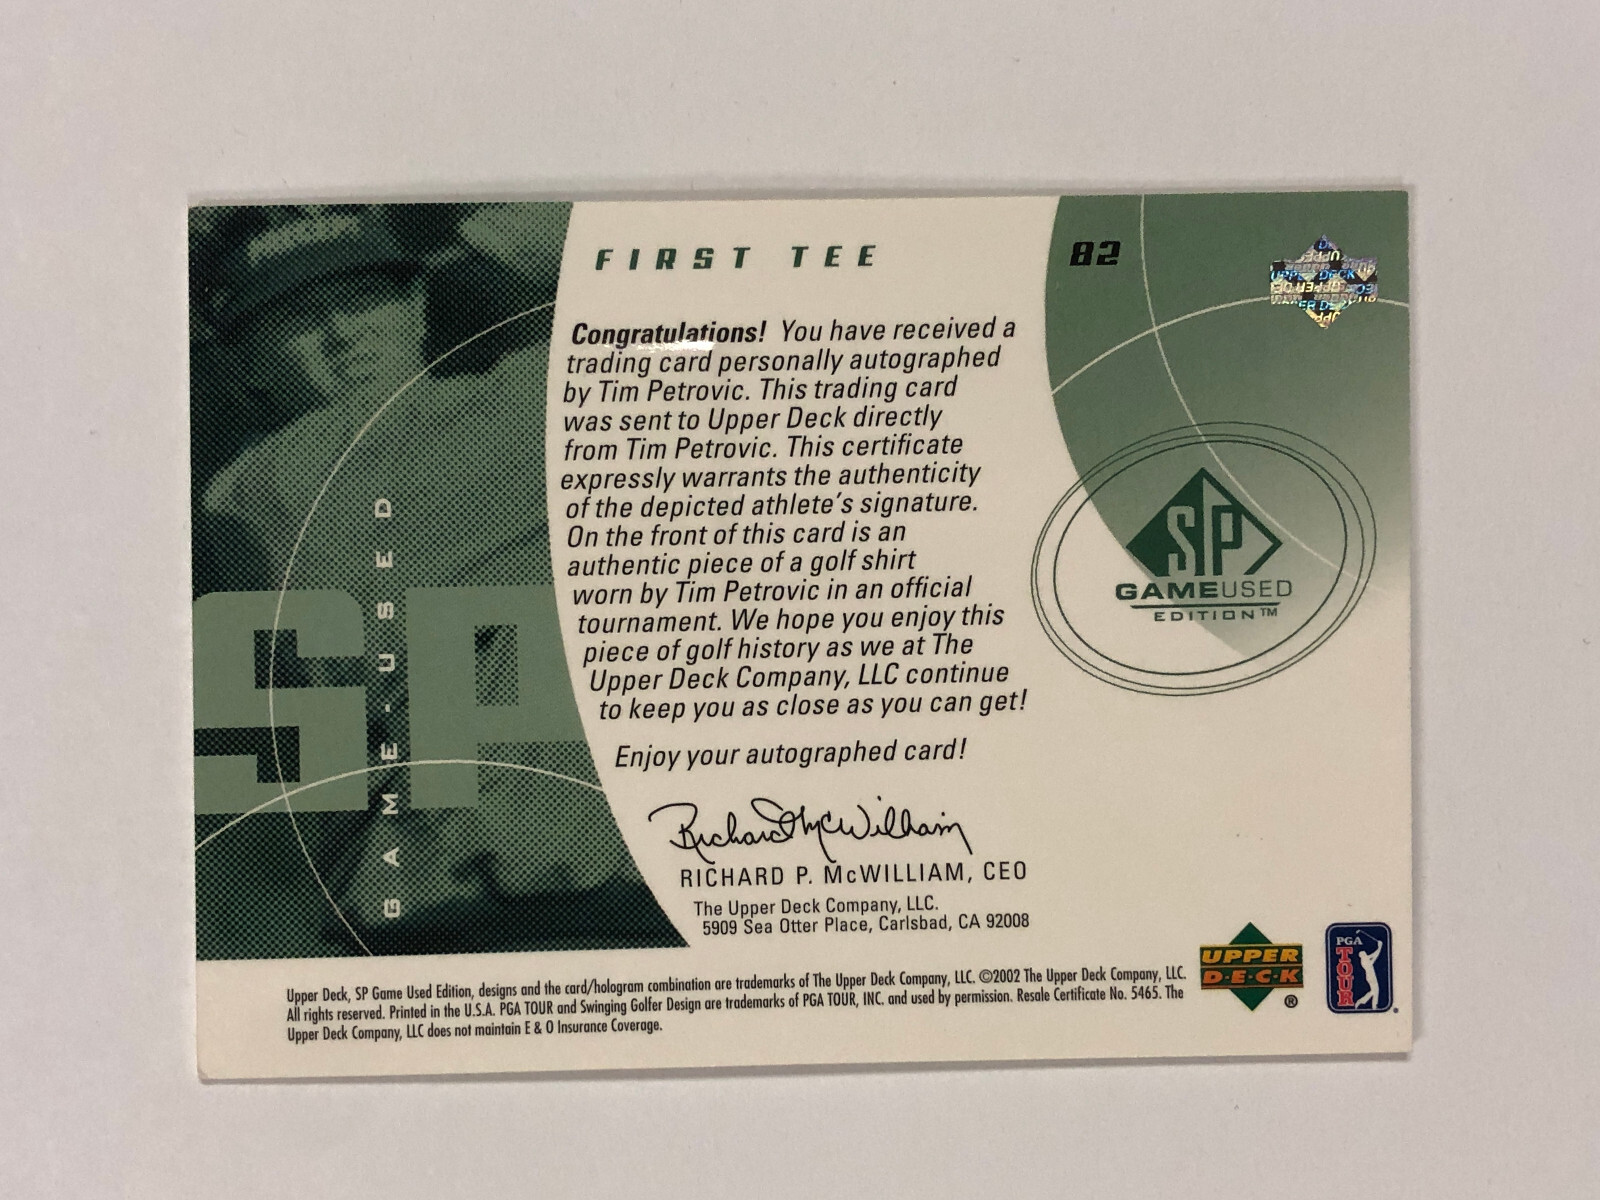 FIRST TEE
82
Congratulations! You have received a
trading card personally autographed
by Tim Petrovic. This trading card
was sent to Upper Deck directly
from Tim Petrovic. This certificate
expressly warrants the authenticity
of the depicted athlete's signature.
On the front of this card is an
authentic piece of a golf shirt
worn by Tim Petrovic in an official
tournament. We hope you enjoy this
piece of golf history as we at The
Upper Deck Company, LLC continue
to keep you as close as you can get!
Enjoy your autographed card!
Richard McWilliam
RICHARD P. McWILLIAM, CEO
The Upper Deck Company, LLC.
5909 Sea Otter Place, Carlsbad, CA 92008
SP
GAME-USED
SP
GAMEUSED
EDITION™
UPPER
D·E·C·K
®
PGA
TOUR
Upper Deck, SP Game Used Edition, designs and the card/hologram combination are trademarks of The Upper Deck Company, LLC. ©2002 The Upper Deck Company, LLC.
All rights reserved. Printed in the U.S.A. PGA TOUR and Swinging Golfer Design are trademarks of PGA TOUR, INC. and used by permission. Resale Certificate No. 5465. The
Upper Deck Company, LLC does not maintain E & O Insurance Coverage.